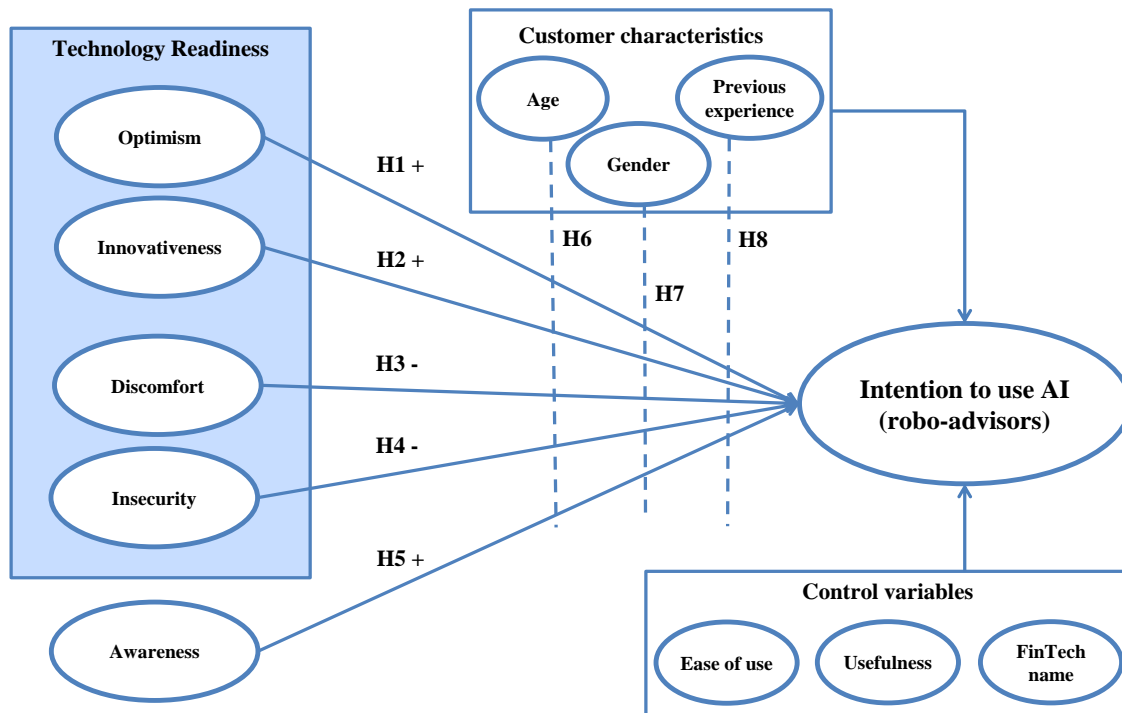 Technology Readiness
Optimism
Innovativeness
Discomfort
Insecurity
Awareness
H1 +
H2 +
H3 -
H4 -
H5 +
Customer characteristics
Age
Previous
experience
Gender
H6
H7
H8
Intention to use AI
(robo-advisors)
Control variables
Ease of use
Usefulness
FinTech
name